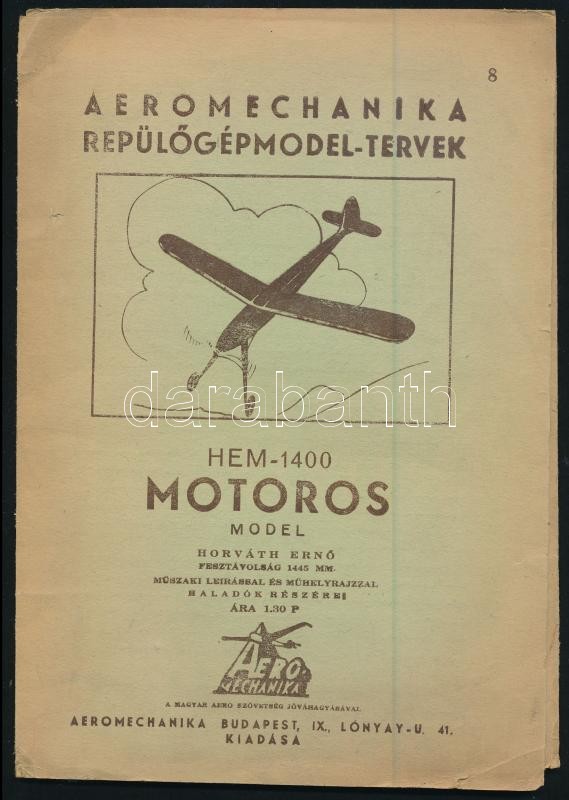 8
AEROMECHANIKA
REPÜLŐGÉPMODEL-TERVEK
darabanth
HEM-1400
MOTOROS
MODEL
HORVÁTH ERNŐ
FESZTÁVOLSÁG 1445 MM.
MŰSZAKI LEIRÁSSAL ÉS MŰHELYRAJZZAL
HALADÓK RÉSZÉRE
ÁRA 1.30 P
AERO-
MECHANIKA
A MAGYAR AERO SZÖVETSÉG JÓVÁHAGYÁSÁVAL
AEROMECHANIKA BUDAPEST, IX., LÓNYAY-U. 41.
KIADÁSA